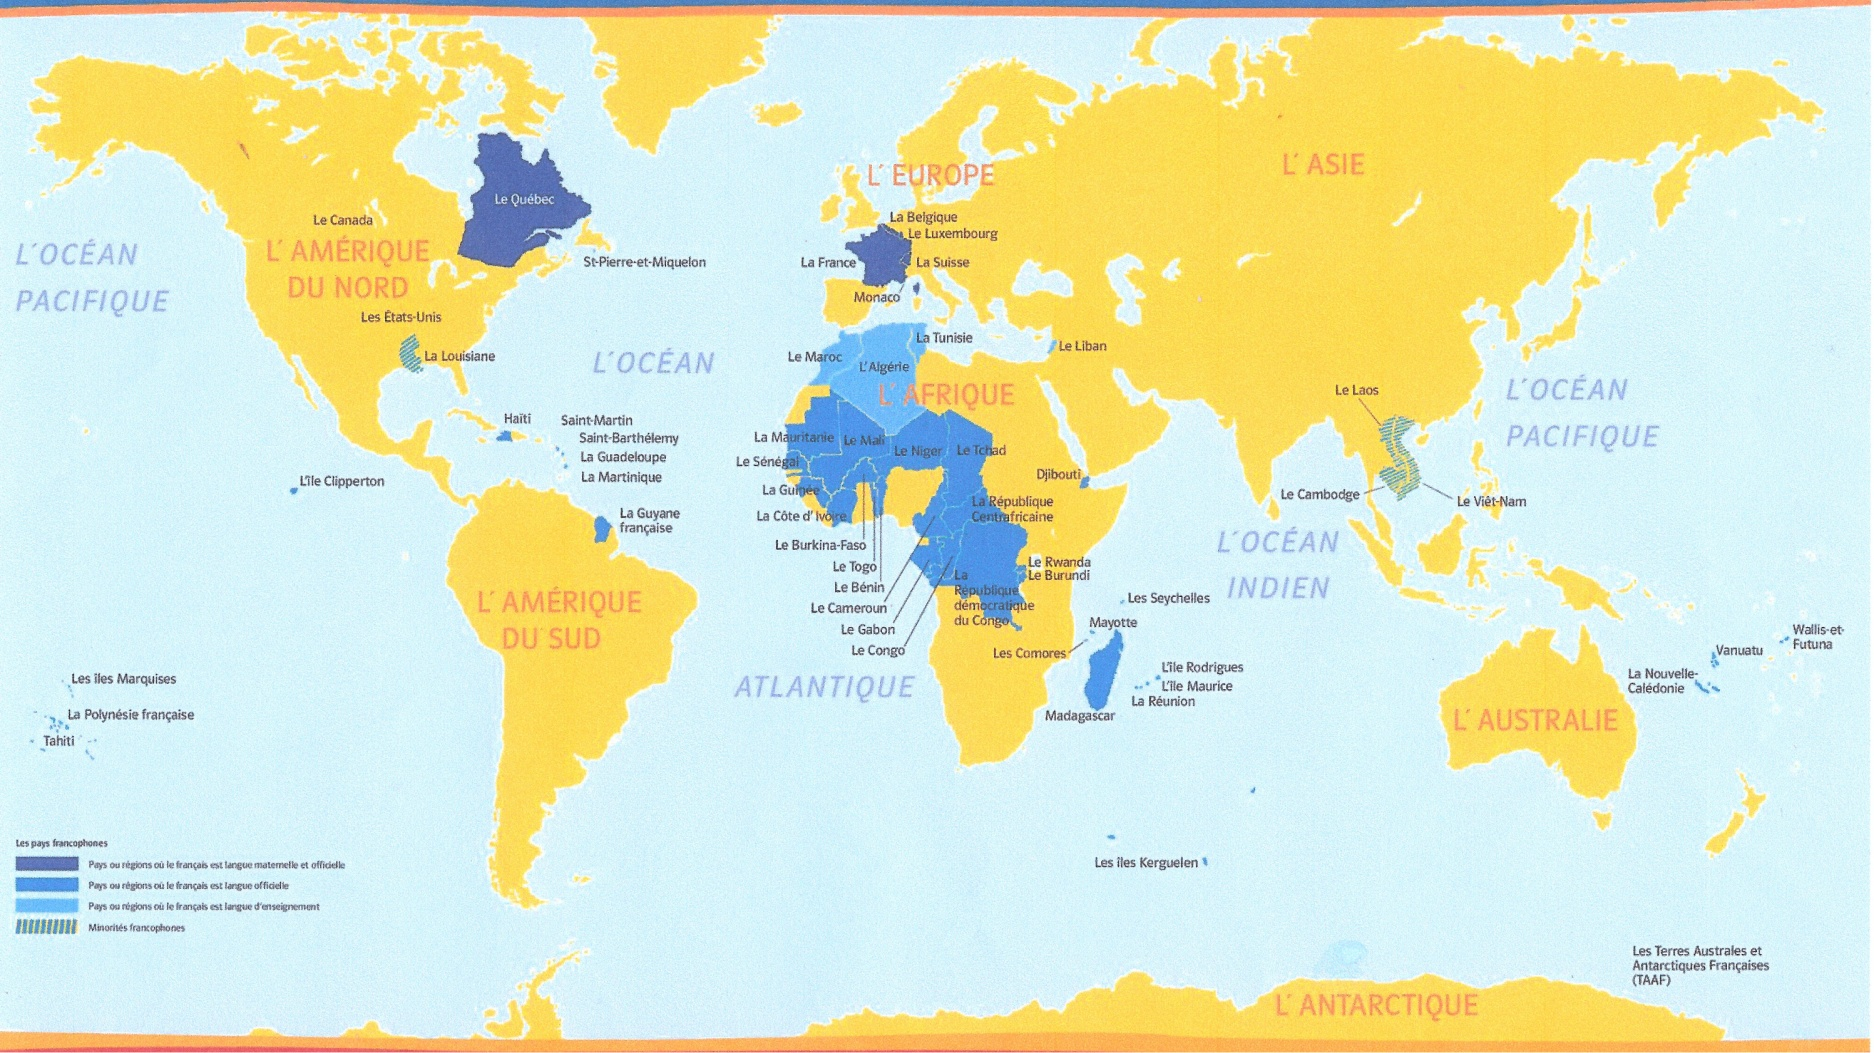 L'EUROPE
L'ASIE
Le Québec
Le Canada
L'AMÉRIQUE
DU NORD
La Belgique
Le Luxembourg
L'OCÉAN
PACIFIQUE
St-Pierre-et-Miquelon
La France
La Suisse
Monaco
Les États-Unis
La Louisiane
L'OCÉAN
La Tunisie
Le Maroc
L'Algérie
Le Liban
L'AFRIQUE
Le Laos
L'OCÉAN
PACIFIQUE
Haïti
Saint-Martin
Saint-Barthélemy
La Guadeloupe
La Martinique
La Mauritanie
Le Mali
Le Niger
Le Tchad
Le Sénégal
L'île Clipperton
La Guinée
Djibouti
Le Cambodge
Le Viêt-Nam
La Guyane
française
La Côte d'Ivoire
La République
Centrafricaine
Le Burkina-Faso
L'OCÉAN
INDIEN
Le Togo
Le Rwanda
Le Burundi
Le Bénin
La
République
démocratique
du Congo
L'AMÉRIQUE
DU SUD
Le Cameroun
Les Seychelles
Le Gabon
Mayotte
Le Congo
Les Comores
Wallis-et-
Futuna
Vanuatu
L'île Rodrigues
L'île Maurice
La Réunion
La Nouvelle-
Calédonie
Les îles Marquises
ATLANTIQUE
La Polynésie française
Madagascar
L'AUSTRALIE
Tahiti
Les pays francophones
Pays ou régions où le français est langue maternelle et officielle
Pays ou régions où le français est langue officielle
Pays ou régions où le français est langue d'enseignement
Minorités francophones
Les îles Kerguelen
Les Terres Australes et
Antarctiques Françaises
(TAAF)
L'ANTARCTIQUE